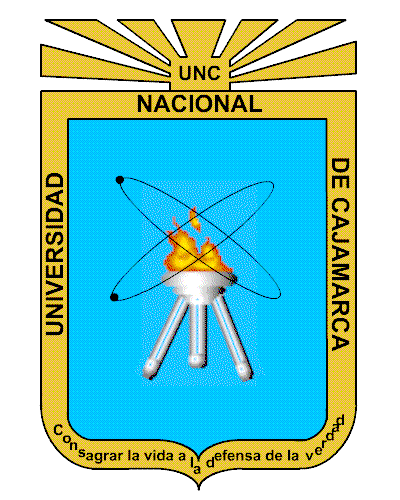 UNC
UNIVERSIDAD
NACIONAL
DE CAJAMARCA
Consagrar la vida a la defensa de la verdad